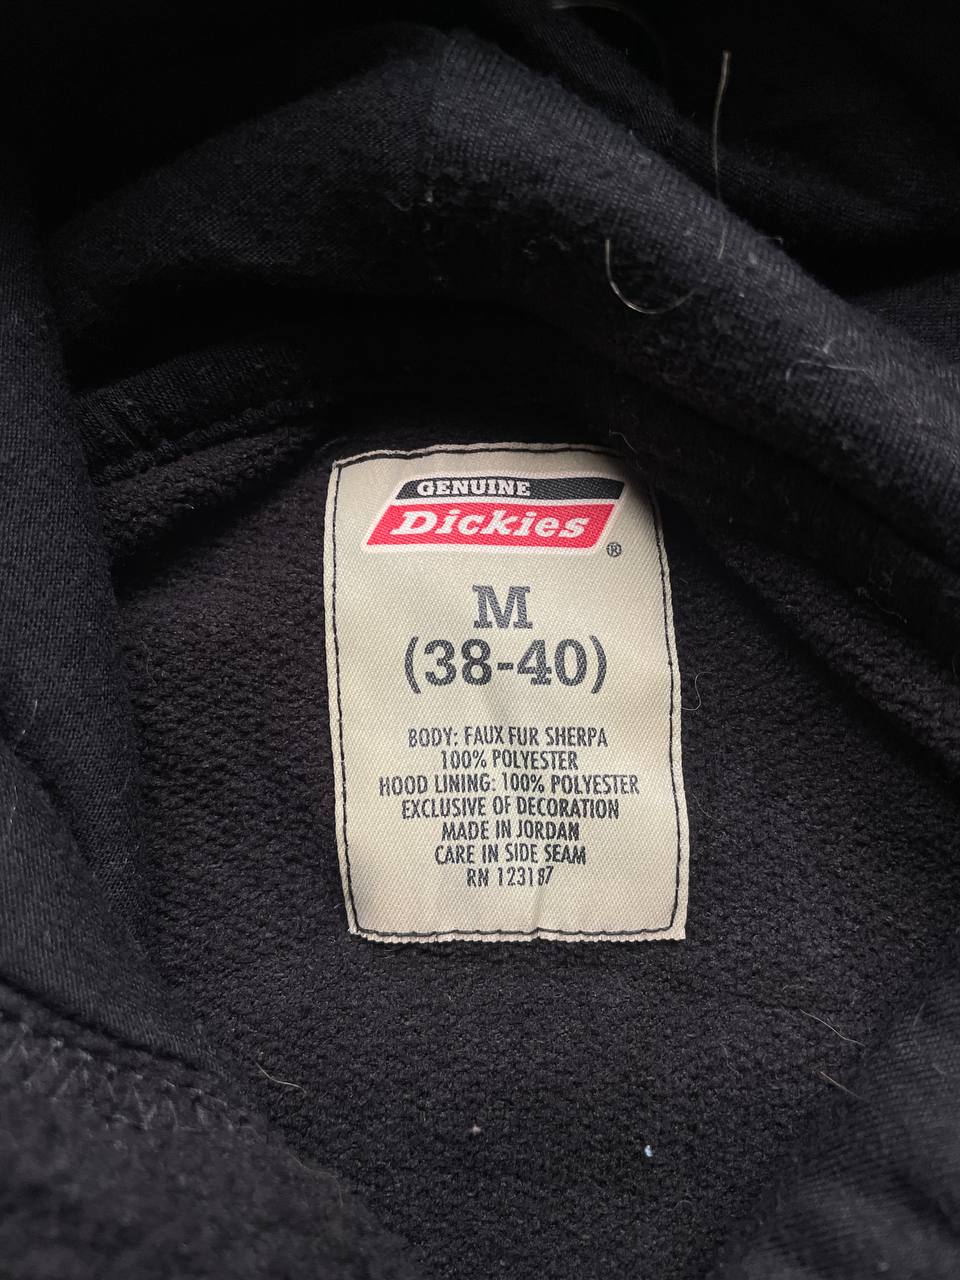 GENUINE
Dickies
®
M
(38-40)
BODY: FAUX FUR SHERPA
100% POLYESTER
HOOD LINING: 100% POLYESTER
EXCLUSIVE OF DECORATION
MADE IN JORDAN
CARE IN SIDE SEAM
RN 123187